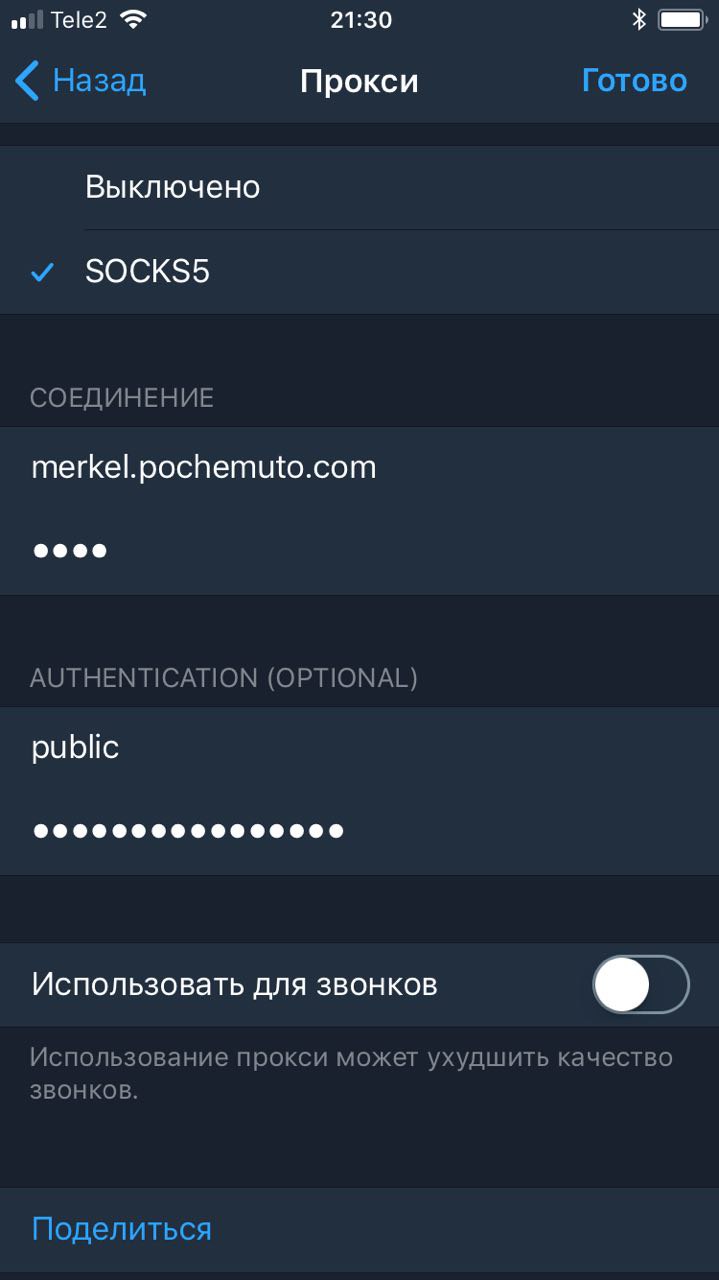 Tele2 21:30
Назад Прокси Готово
Выключено
SOCKS5
СОЕДИНЕНИЕ
merkel.pochemuto.com
••••
AUTHENTICATION (OPTIONAL)
public
••••••••••••••••
Использовать для звонков
Использование прокси может ухудшить качество
звонков.
Поделиться